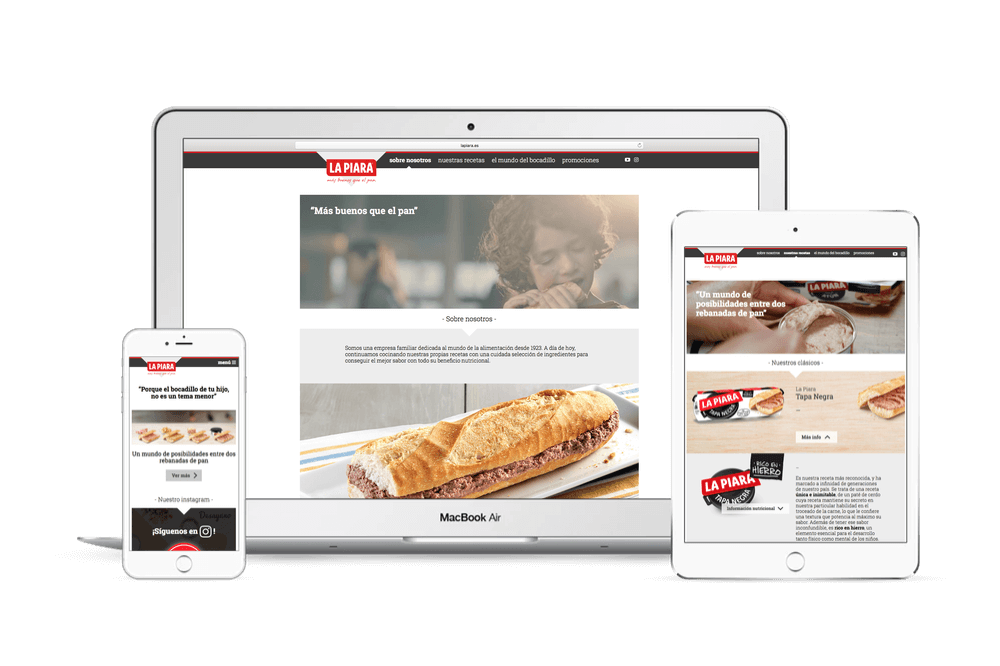 lapiara.es
LA PIARA
más buenos que el pan
sobre nosotros
nuestras recetas
el mundo del bocadillo
promociones
"Más buenos que el pan"
- Sobre nosotros -
Somos una empresa familiar dedicada al mundo de la alimentación desde 1923. A día de hoy,
continuamos cocinando nuestras propias recetas con una cuidada selección de ingredientes para
conseguir el mejor sabor con todo su beneficio nutricional.
MacBook Air
LA PIARA
menú
"Porque el bocadillo de tu hijo,
no es un tema menor"
Un mundo de posibilidades entre dos
rebanadas de pan
Ver más
- Nuestro instagram -
¡Síguenos en !
LA PIARA
más buenos que el pan
sobre nosotros
nuestras recetas
el mundo del bocadillo
promociones
LA PIARA
"Un mundo de
posibilidades entre dos
rebanadas de pan"
- Nuestros clásicos -
LA PIARA
TAPA NEGRA
La Piara
Tapa Negra
Más info
RICO EN
HIERRO
LA PIARA
TAPA NEGRA
Información nutricional
Es nuestra receta más reconocida, y ha
marcado a infinidad de generaciones
de nuestro país. Se trata de una receta
única e inimitable, de un paté de cerdo
cuya receta mantiene su secreto en
nuestra particular habilidad en el
troceado de la carne, lo que le confiere
una textura que potencia al máximo su
sabor. Además de tener ese sabor
inconfundible, es rico en hierro, un
elemento esencial para el desarrollo
tanto físico como mental de los niños.